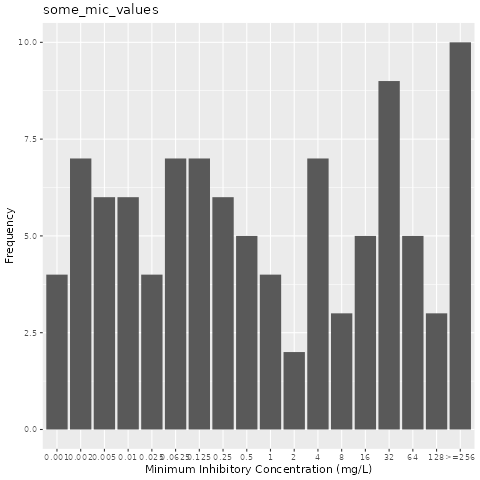 some_mic_values
10.0
7.5
5.0
2.5
0.0
Frequency
0.001 0.002 0.005 0.01 0.025 0.0625 0.125 0.25 0.5 1 2 4 8 16 32 64 128 >=256
Minimum Inhibitory Concentration (mg/L)